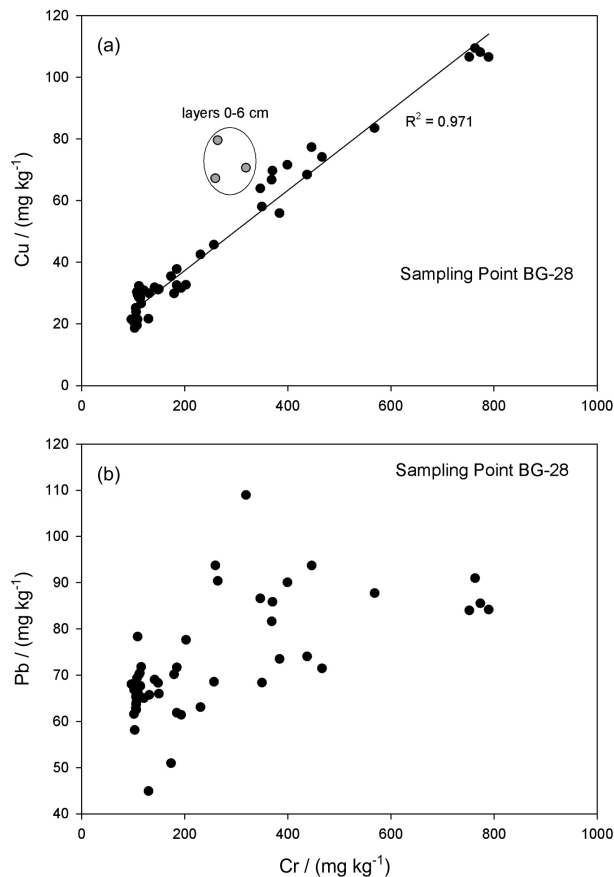 120
(a)
100
layers 0-6 cm
R² = 0.971
80
60
Cu / (mg kg⁻¹)
40
Sampling Point BG-28
20
0
0 200 400 600 800 1000
120
(b)
Sampling Point BG-28
110
100
90
80
Pb / (mg kg⁻¹)
70
60
50
40
0 200 400 600 800 1000
Cr / (mg kg⁻¹)